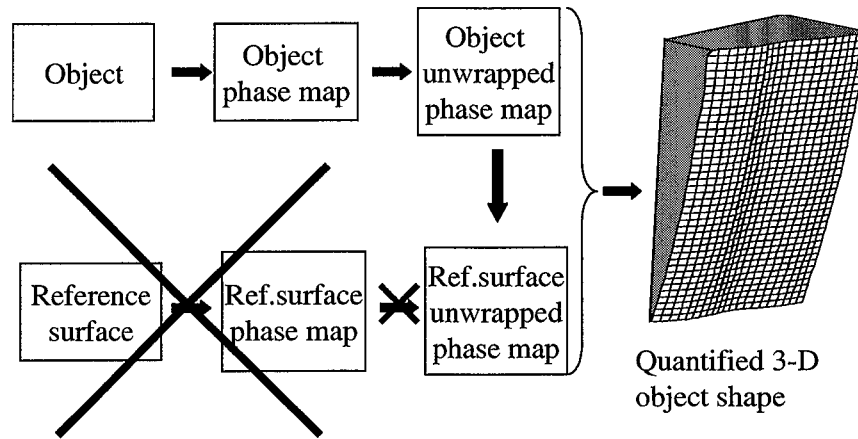 Object
Object
phase map
Object
unwrapped
phase map
Reference
surface
Ref.surface
phase map
Ref.surface
unwrapped
phase map
Quantified 3-D
object shape